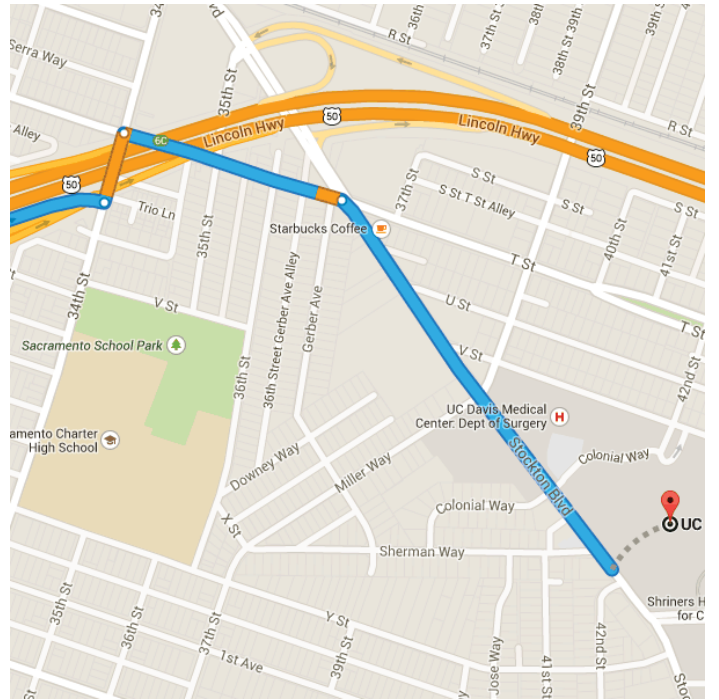 34th
Blvd
36th St
37th St
38th St
39th St
39th St
R St
Serra Way
35th St
Alley
6C
Lincoln Hwy
50
Lincoln Hwy
50
39th St
R St
50
Trio Ln
35th St
Starbucks Coffee
37th St
S St
S St T St Alley
S St
S St
40th St
41st St
T St
34th St
V St
36th Street Gerber Ave Alley
Gerber Ave
U St
T St
Sacramento School Park
36th St
V St
42nd St
UC Davis Medical
Center: Dept of Surgery
H
amento Charter
High School
Downey Way
Miller Way
Stockton Blvd
Colonial Way
X St
Colonial Way
UC
Sherman Way
35th St
36th St
37th St
Y St
39th St
1st Ave
Jose Way
41st St
42nd St
Shriners H
for C
Stoc